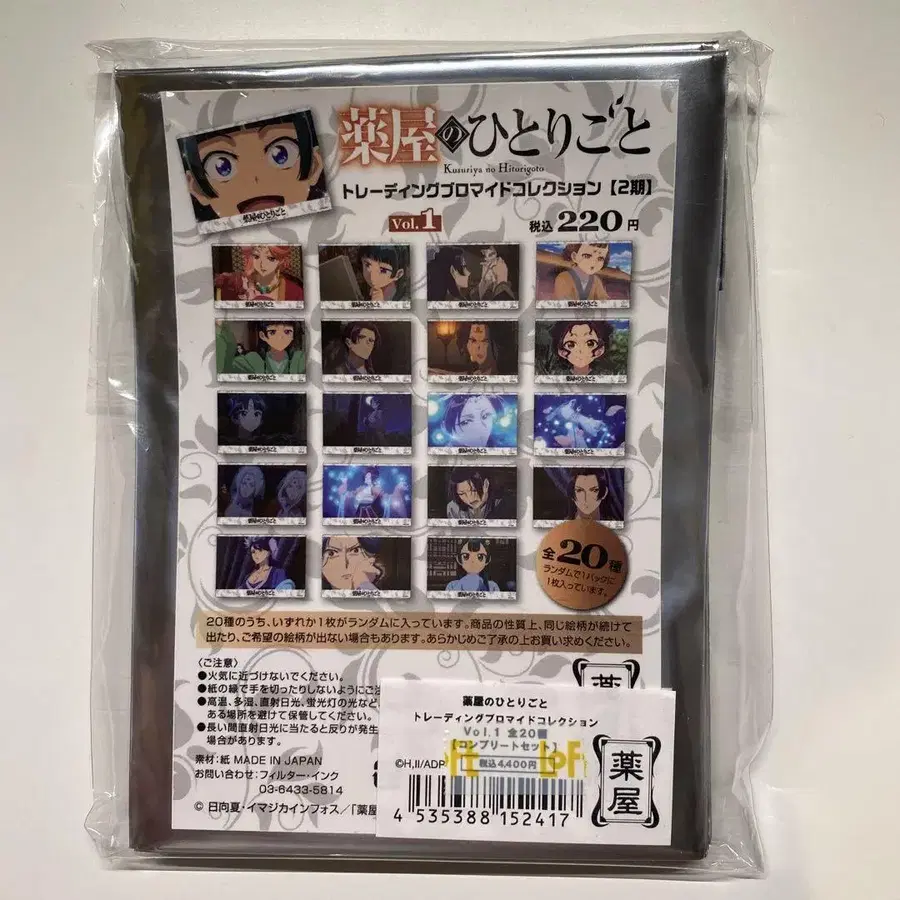 薬屋のひとりごと
薬屋のひとりごと
Kusuriya no Hitorigoto
トレーディングブロマイドコレクション【2期】
Vol.1
税込220円
全20種
ランダムで1パックに
1枚入っています。
20種のうち、いずれか1枚がランダムに入っています。商品の性質上、同じ絵柄が続けて
出たり、ご希望の絵柄が出ない場合もあります。あらかじめご了承の上お買い求めください。
〈ご注意〉
●火気に近づけないでください。
●紙の縁で手を切ったりしないようにご注
●高温、多湿、直射日光、蛍光灯の光など、
ある場所を避けて保管してください。
●長い間直射日光に当たると反りが発生
場合があります。
素材:紙 MADE IN JAPAN
お問い合わせ:フィルター・インク
03-6433-5814
© 日向夏・イマジカインフォス/「薬屋
薬屋のひとりごと
トレーディングブロマイドコレクション
Vol.1 全20種
【コンプリートセット】
©H,II/ADP
税込4,400円
4 535388 152417
薬屋